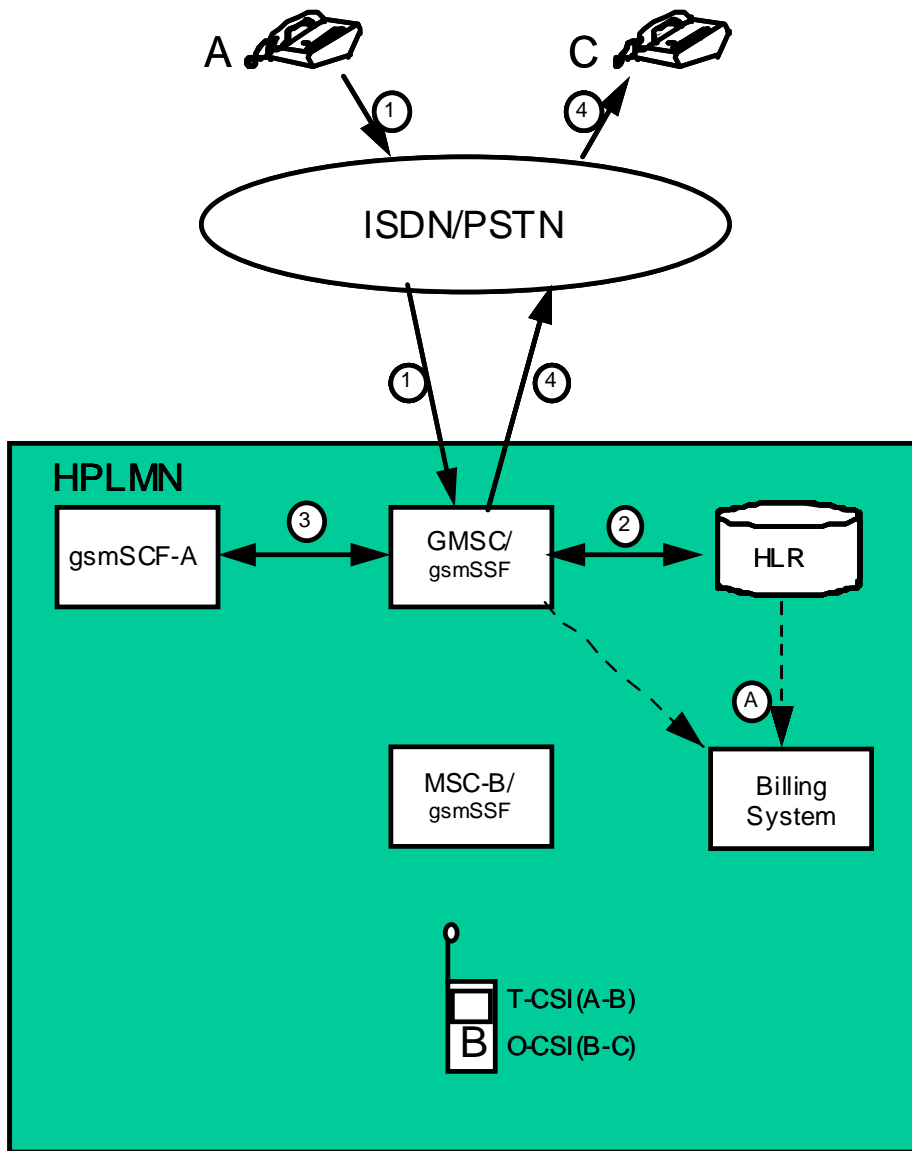 A
C
1
4
ISDN/PSTN
1
4
HPLMN
gsmSCF-A
3
GMSC/
gsmSSF
2
HLR
A
MSC-B/
gsmSSF
Billing
System
T-CSI(A-B)
B
O-CSI(B-C)